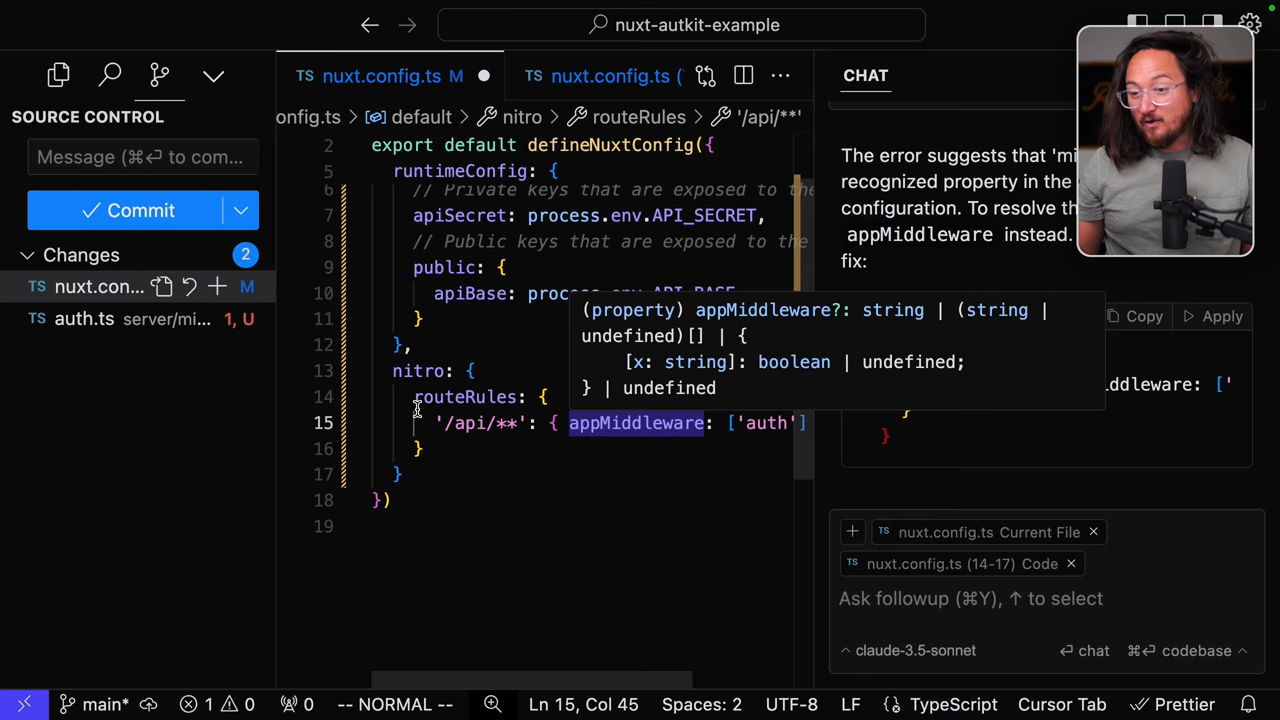 nuxt-autkit-example
TS nuxt.config.ts M
TS nuxt.config.ts (
CHAT
SOURCE CONTROL
Message (⌘⏎ to com...
Commit
Changes 2
TS nuxt.con... M
TS auth.ts server/mi... 1, U
onfig.ts > default > nitro > routeRules > '/api/**'
2 export default defineNuxtConfig({
5 runtimeConfig: {
6 // Private keys that are exposed to the
7 apiSecret: process.env.API_SECRET,
8 // Public keys that are exposed to the
9 public: {
10 apiBase: process.env.API_BASE
11 }
12 },
13 nitro: {
14 routeRules: {
15 '/api/**': { appMiddleware: ['auth']
16 }
17 }
18 })
19
(property) appMiddleware?: string | (string |
undefined)[] | {
[x: string]: boolean | undefined;
} | undefined
The error suggests that 'mi
recognized property in the
configuration. To resolve th
appMiddleware instead.
fix:
Copy Apply
ddleware: ['
}
}
+ TS nuxt.config.ts Current File ×
TS nuxt.config.ts (14-17) Code ×
Ask followup (⌘Y), ↑ to select
^ claude-3.5-sonnet
⏎ chat ⌘⏎ codebase ^
main* 1 0 0 -- NORMAL -- Ln 15, Col 45 Spaces: 2 UTF-8 LF TypeScript Cursor Tab Prettier